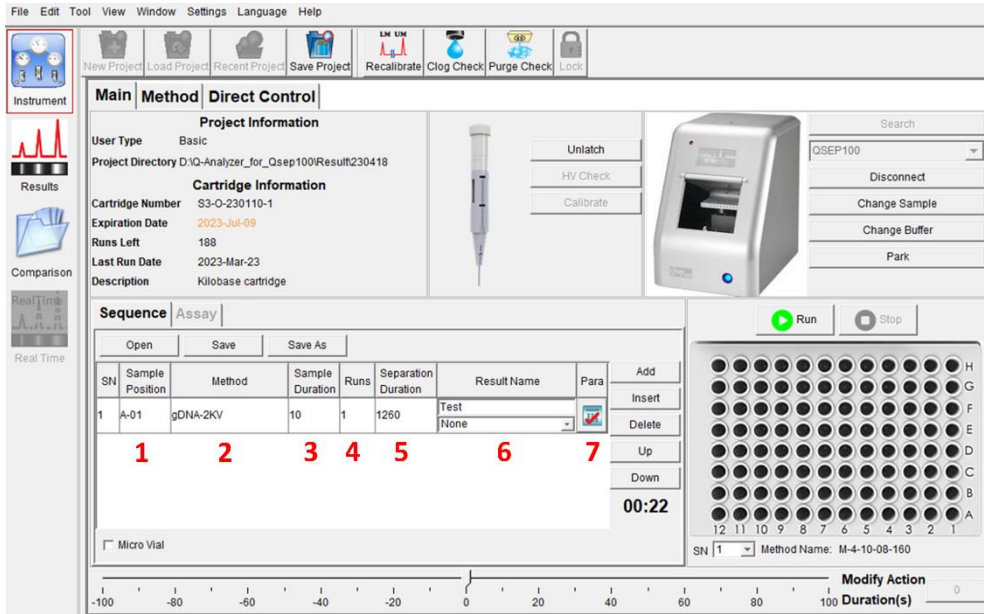 File Edit Tool View Window Settings Language Help
New Project Load Project Recent Project Save Project Recalibrate Clog Check Purge Check Lock
LM UM
Instrument
Results
Comparison
RealTime
Real Time
Main Method Direct Control
Project Information
User Type Basic
Project Directory D:\Q-Analyzer_for_Qsep100\Result\230418
Cartridge Information
Cartridge Number S3-O-230110-1
Expiration Date 2023-Jul-09
Runs Left 188
Last Run Date 2023-Mar-23
Description Kilobase cartridge
Unlatch
HV Check
Calibrate
Search
QSEP100
Disconnect
Change Sample
Change Buffer
Park
Sequence Assay
Open Save Save As
SN Sample Position Method Sample Duration Runs Separation Duration Result Name Para
1 A-01 gDNA-2KV 10 1 1260 Test
None
1 2 3 4 5 6 7
Add
Insert
Delete
Up
Down
00:22
Micro Vial
Run Stop
H
G
F
E
D
C
B
A
12 11 10 9 8 7 6 5 4 3 2 1
SN 1 Method Name: M-4-10-08-160
-100 -80 -60 -40 -20 0 20 40 60 80 100
Modify Action
Duration(s) 0